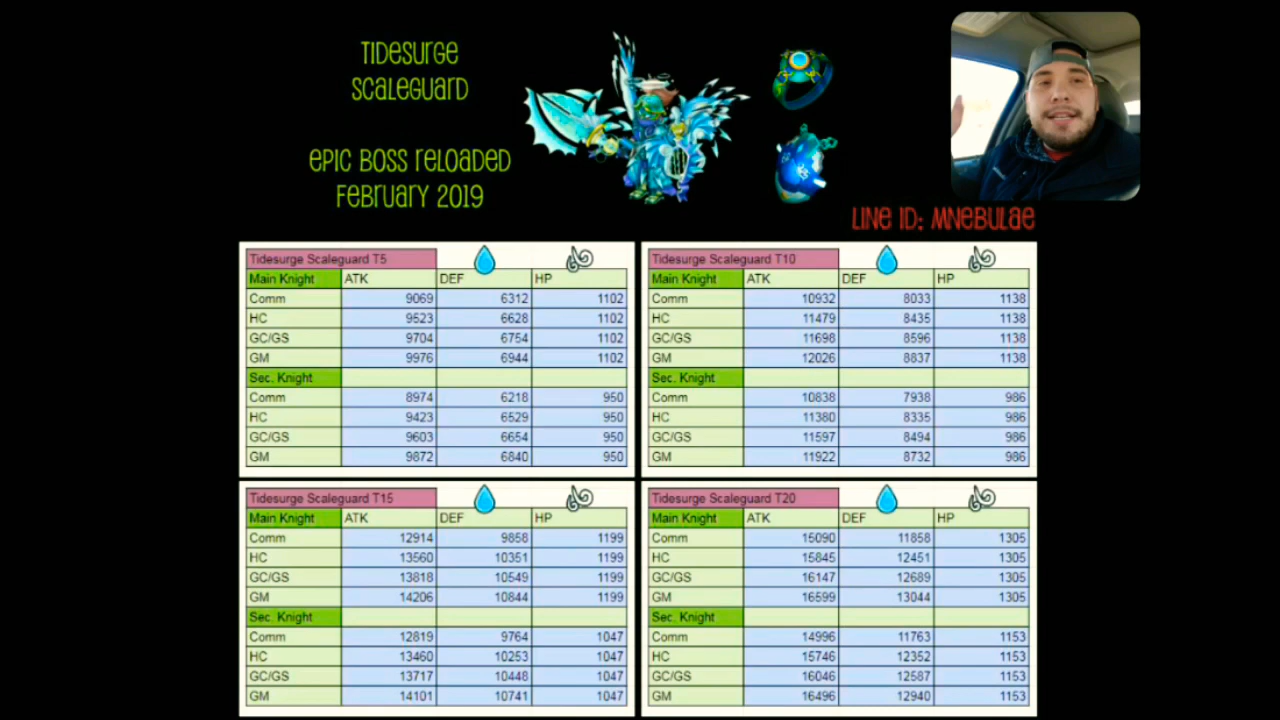 TIDESURGE
SCALEGUARD
EPIC BOSS RELOADED
FEBRUARY 2019
LINE ID: MNEBULAE
Tidesurge Scaleguard T5
Main Knight ATK DEF HP
Comm 9069 6312 1102
HC 9523 6628 1102
GC/GS 9704 6754 1102
GM 9976 6944 1102
Sec. Knight
Comm 8974 6218 950
HC 9423 6529 950
GC/GS 9603 6654 950
GM 9872 6840 950
Tidesurge Scaleguard T10
Main Knight ATK DEF HP
Comm 10932 8033 1138
HC 11479 8435 1138
GC/GS 11698 8596 1138
GM 12026 8837 1138
Sec. Knight
Comm 10838 7938 986
HC 11380 8335 986
GC/GS 11597 8494 986
GM 11922 8732 986
Tidesurge Scaleguard T15
Main Knight ATK DEF HP
Comm 12914 9858 1199
HC 13560 10351 1199
GC/GS 13818 10549 1199
GM 14206 10844 1199
Sec. Knight
Comm 12819 9764 1047
HC 13460 10253 1047
GC/GS 13717 10448 1047
GM 14101 10741 1047
Tidesurge Scaleguard T20
Main Knight ATK DEF HP
Comm 15090 11858 1305
HC 15845 12451 1305
GC/GS 16147 12689 1305
GM 16599 13044 1305
Sec. Knight
Comm 14996 11763 1153
HC 15746 12352 1153
GC/GS 16046 12587 1153
GM 16496 12940 1153